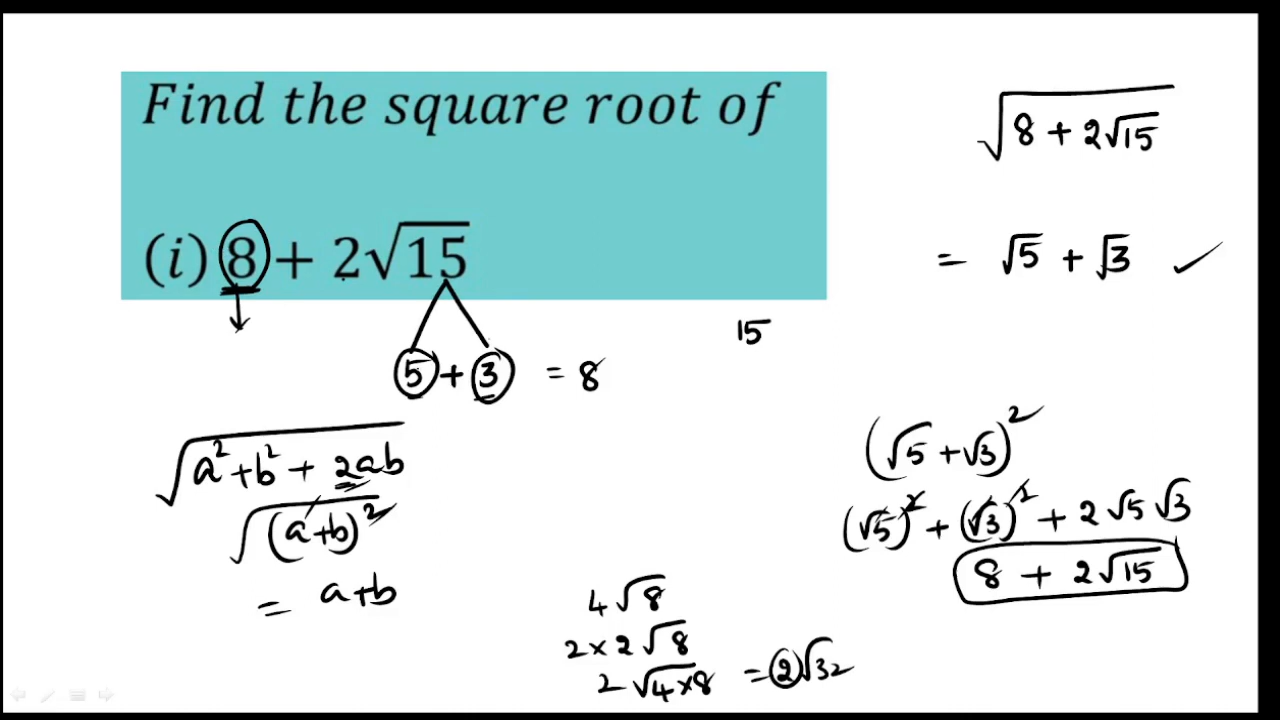 Find the square root of
(i) 8 + 2√15
5 + 3 = 8
15
√(8 + 2√15)
= √5 + √3 ✓
√(a² + b² + 2ab)
√(a+b)²
= a+b
(√5 + √3)²
(√5)² + (√3)² + 2√5√3
8 + 2√15
4√8
2 × 2√8
2√4×8 = 2√32